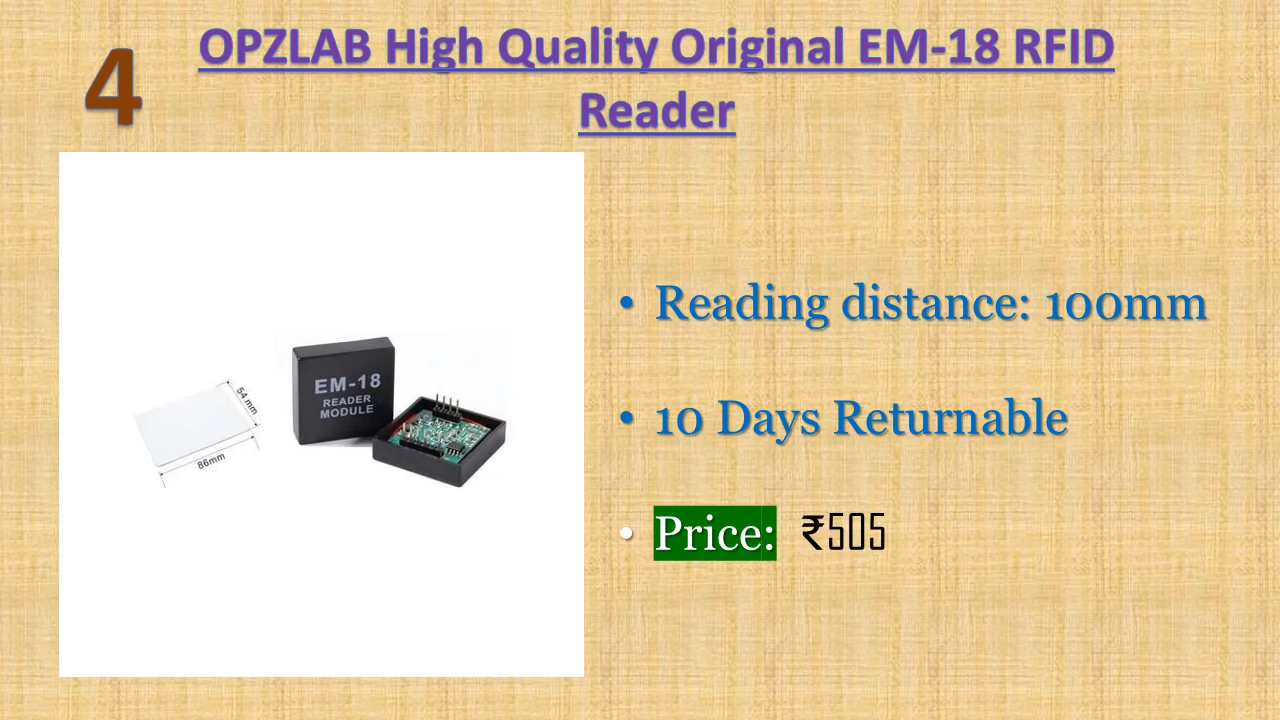 4
OPZLAB High Quality Original EM-18 RFID
Reader
54 mm
86mm
EM-18
READER
MODULE
• Reading distance: 100mm
• 10 Days Returnable
• Price: ₹505